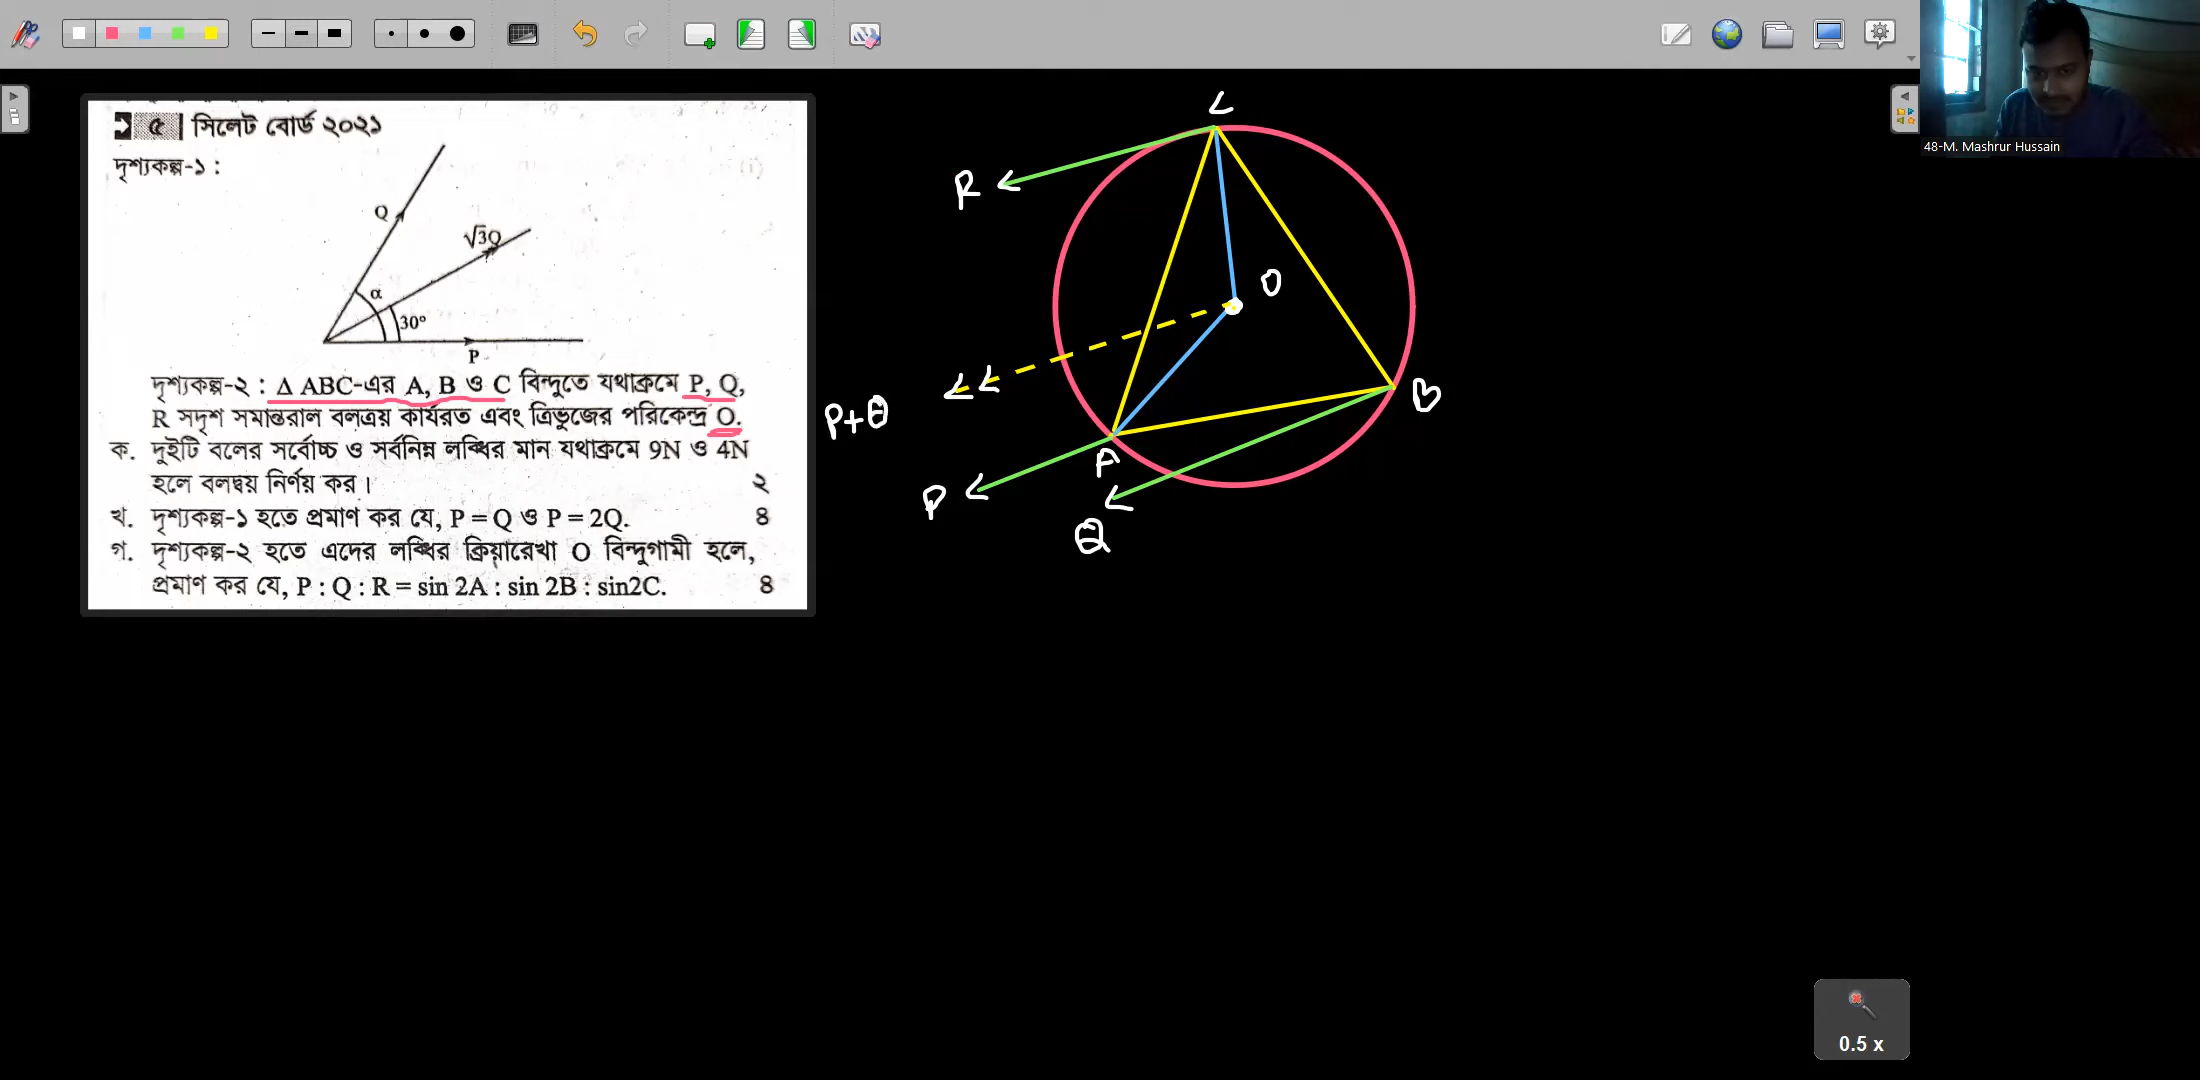 ৫ | সিলেট বোর্ড ২০২১
দৃশ্যকল্প-১ :
Q
√3Q
α
30°
P
দৃশ্যকল্প-২ : Δ ABC-এর A, B ও C বিন্দুতে যথাক্রমে P, Q,
R সদৃশ সমান্তরাল বলত্রয় কার্যরত এবং ত্রিভুজের পরিকেন্দ্র O.
ক. দুইটি বলের সর্বোচ্চ ও সর্বনিম্ন লব্ধির মান যথাক্রমে 9N ও 4N
হলে বলদ্বয় নির্ণয় কর। ২
খ. দৃশ্যকল্প-১ হতে প্রমাণ কর যে, P = Q ও P = 2Q. ৪
গ. দৃশ্যকল্প-২ হতে এদের লব্ধির ক্রিয়ারেখা O বিন্দুগামী হলে,
প্রমাণ কর যে, P : Q : R = sin 2A : sin 2B : sin2C. ৪
C
R
O
P+Q
B
A
P
Q
48-M. Mashrur Hussain
0.5 x